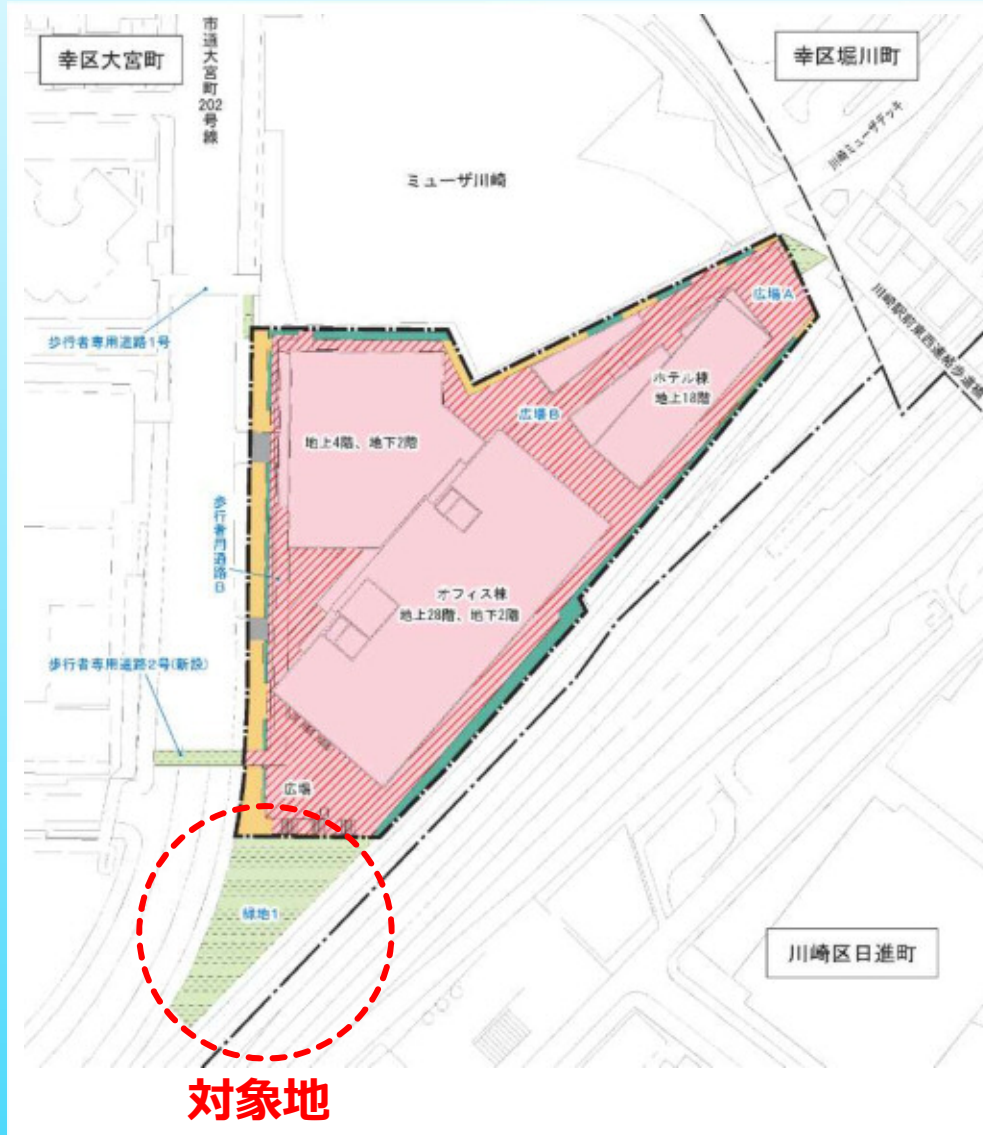 幸区大宮町
市道大宮町202号線
幸区堀川町
川崎ミューザデッキ
ミューザ川崎
川崎駅前東西連絡歩道橋
広場A
歩行者専用道路1号
ホテル棟
地上18階
広場B
地上4階、地下2階
歩行者用通路B
オフィス棟
地上28階、地下2階
歩行者専用道路2号(新設)
広場
緑地1
川崎区日進町
対象地